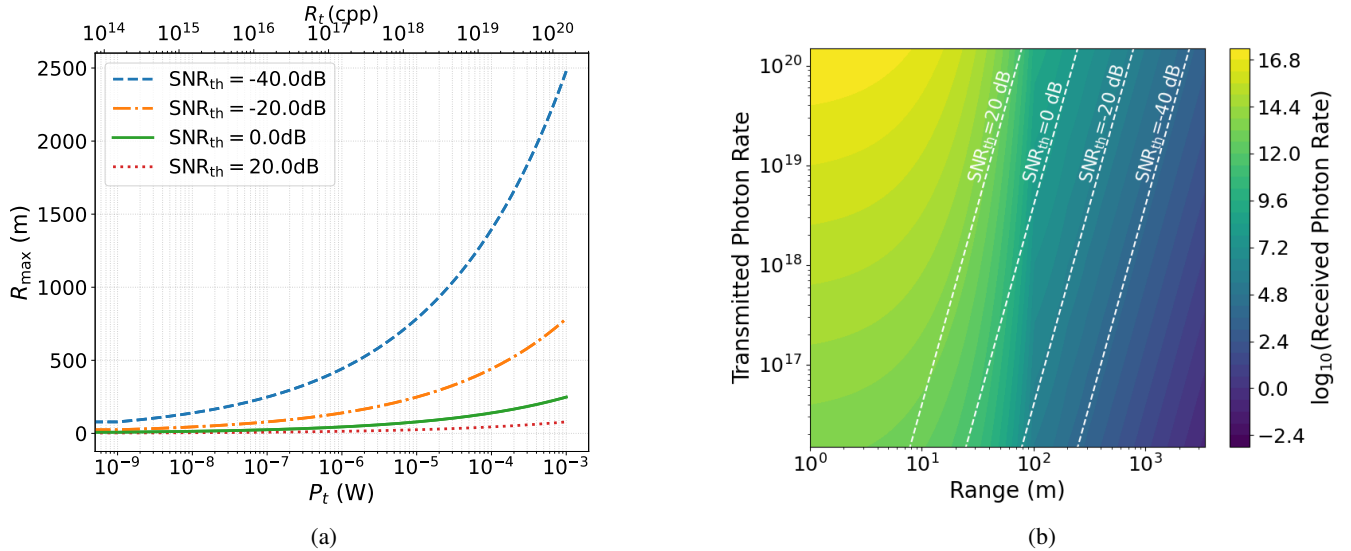 R_t (cpp)
10^14 10^15 10^16 10^17 10^18 10^19 10^20
2500
2000
1500
1000
500
0
R_max (m)
SNR_th = -40.0dB
SNR_th = -20.0dB
SNR_th = 0.0dB
SNR_th = 20.0dB
10^−9 10^−8 10^−7 10^−6 10^−5 10^−4 10^−3
P_t (W)
(a)
Transmitted Photon Rate
10^20
10^19
10^18
10^17
SNR_th=20 dB
SNR_th=0 dB
SNR_th=-20 dB
SNR_th=-40 dB
10^0 10^1 10^2 10^3
Range (m)
16.8
14.4
12.0
9.6
7.2
4.8
2.4
0.0
−2.4
log_10(Received Photon Rate)
(b)